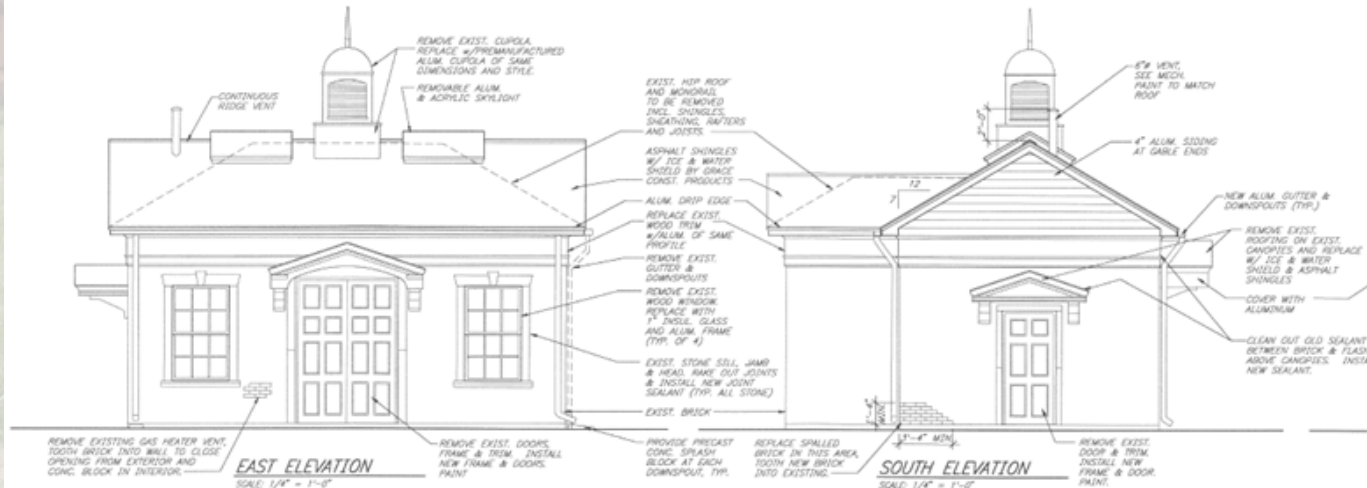 REMOVE EXIST. CUPOLA.
REPLACE w/PREMANUFACTURED
ALUM. CUPOLA OF SAME
DIMENSIONS AND STYLE.
REMOVABLE ALUM.
& ACRYLIC SKYLIGHT
CONTINUOUS
RIDGE VENT
EXIST. HIP ROOF
AND MONORAIL
TO BE REMOVED
INCL. SHINGLES,
SHEATHING, RAFTERS
AND JOISTS.
ASPHALT SHINGLES
W/ ICE & WATER
SHIELD BY GRACE
CONST. PRODUCTS
ALUM. DRIP EDGE
REPLACE EXIST.
WOOD TRIM
w/ALUM. OF SAME
PROFILE
REMOVE EXIST.
GUTTER &
DOWNSPOUTS
REMOVE EXIST.
WOOD WINDOW.
REPLACE WITH
1" INSUL. GLASS
AND ALUM. FRAME
(TYP. OF 4)
EXIST. STONE SILL, JAMB
& HEAD. RAKE OUT JOINTS
& INSTALL NEW JOINT
SEALANT (TYP. ALL STONE)
EXIST. BRICK
PROVIDE PRECAST
CONC. SPLASH
BLOCK AT EACH
DOWNSPOUT, TYP.
REMOVE EXISTING GAS HEATER VENT,
TOOTH BRICK INTO WALL TO CLOSE
OPENING FROM EXTERIOR AND
CONC. BLOCK IN INTERIOR.
REMOVE EXIST. DOORS,
FRAME & TRIM. INSTALL
NEW FRAME & DOORS.
PAINT
EAST ELEVATION
SCALE: 1/4" = 1'-0"
6"ø VENT,
SEE MECH.
PAINT TO MATCH
ROOF
2'-0"
4" ALUM. SIDING
AT GABLE ENDS
12
7
NEW ALUM. GUTTER &
DOWNSPOUTS (TYP.)
REMOVE EXIST.
ROOFING ON EXIST.
CANOPIES AND REPLACE
W/ ICE & WATER
SHIELD & ASPHALT
SHINGLES
COVER WITH
ALUMINUM
CLEAN OUT OLD SEALANT
BETWEEN BRICK &
ABOVE CANOPIES.
NEW SEALANT.
MIN.
MIN.
REPLACE SPALLED
BRICK IN THIS AREA,
TOOTH NEW BRICK
INTO EXISTING.
REMOVE EXIST.
DOOR & TRIM.
INSTALL NEW
FRAME & DOOR.
PAINT.
SOUTH ELEVATION
SCALE: 1/4" = 1'-0"